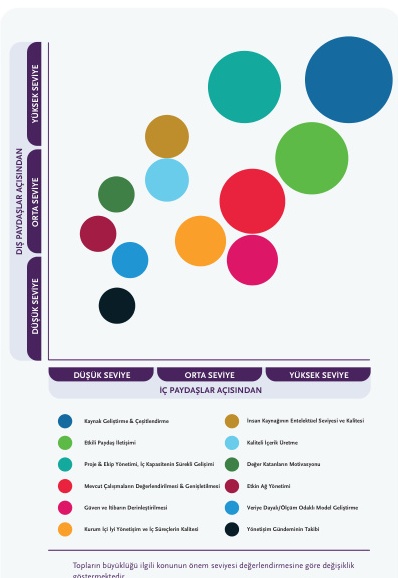 DIŞ PAYDAŞLAR AÇISINDAN
YÜKSEK SEVİYE
ORTA SEVİYE
DÜŞÜK SEVİYE
DÜŞÜK SEVİYE
ORTA SEVİYE
YÜKSEK SEVİYE
İÇ PAYDAŞLAR AÇISINDAN
Kaynak Geliştirme & Çeşitlendirme
Etkili Paydaş İletişimi
Proje & Ekip Yönetimi, İç Kapasitenin Sürekli Gelişimi
Mevcut Çalışmaların Değerlendirilmesi & Genişletilmesi
Güven ve İtibarın Derinleştirilmesi
Kurum İçi İyi Yönetişim ve İç Süreçlerin Kalitesi
İnsan Kaynağının Entelektüel Seviyesi ve Kalitesi
Kaliteli İçerik Üretme
Değer Katanların Motivasyonu
Etkin Ağ Yönetimi
Veriye Dayalı/Ölçüm Odaklı Model Geliştirme
Yönetişim Gündeminin Takibi
Topların büyüklüğü ilgili konunun önem seviyesi değerlendirmesine göre değişiklik
göstermektedir.